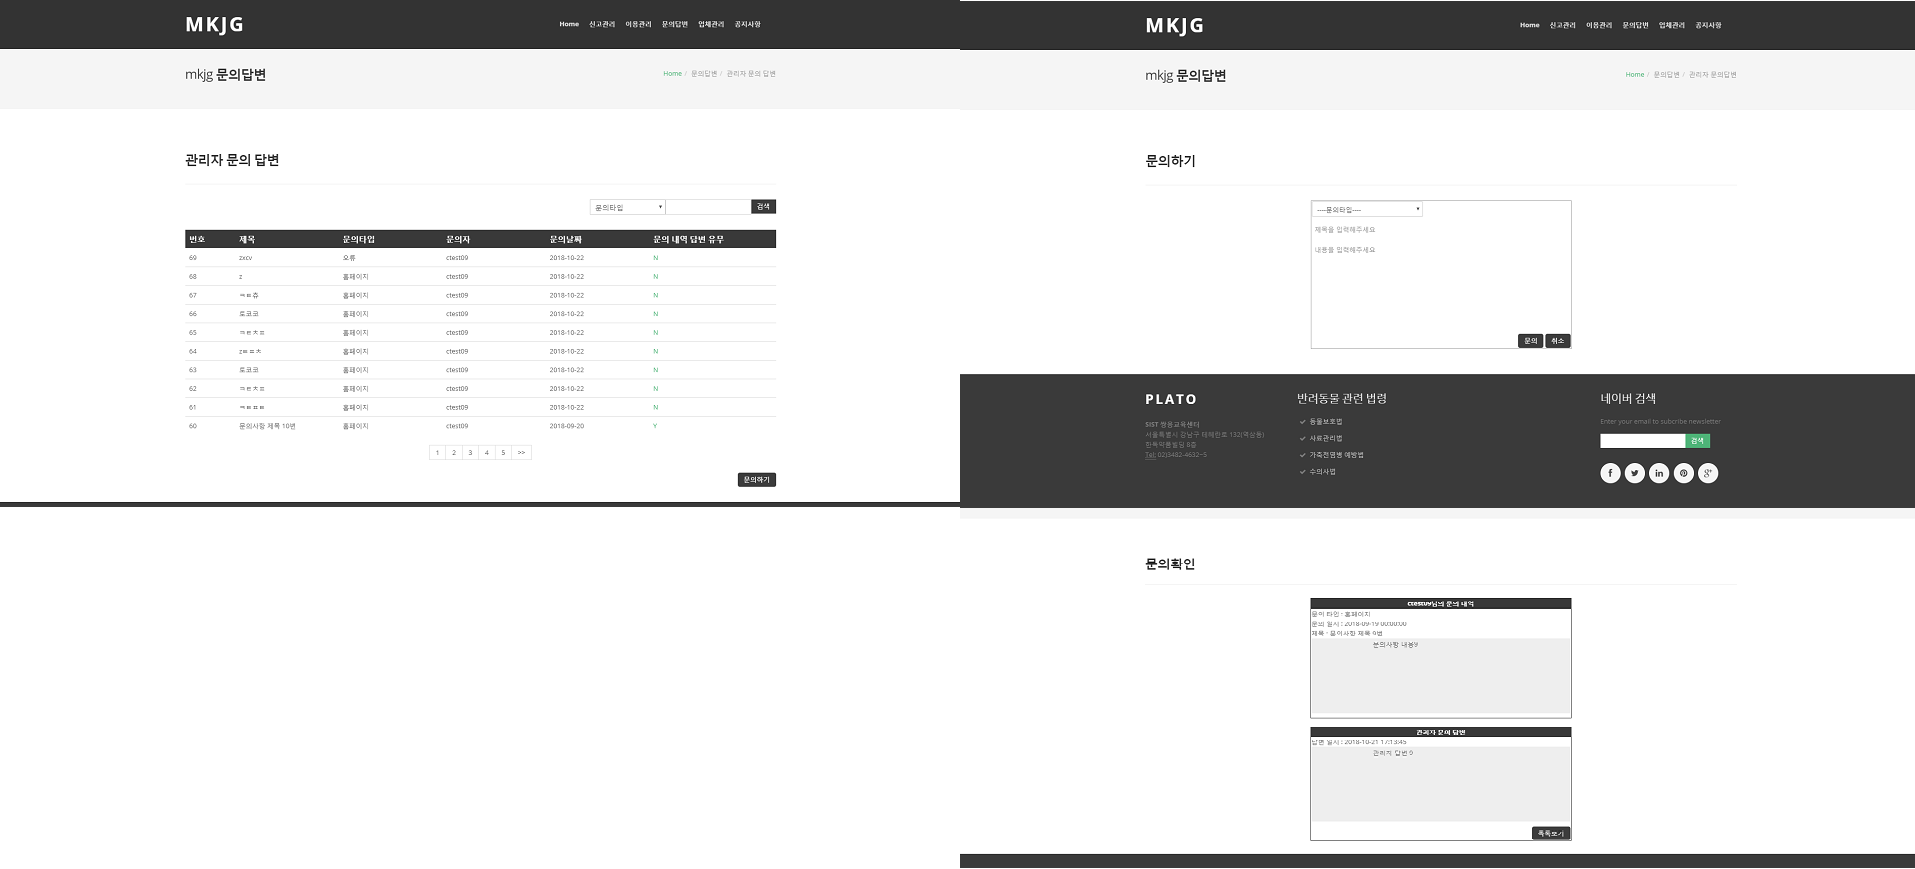 MKJG
Home 신고관리 이용관리 문의답변 업체관리 공지사항
mkjg 문의답변
Home / 문의답변 / 관리자 문의 답변
관리자 문의 답변
문의타입 검색
번호 제목 문의타입 문의자 문의날짜 문의 내역 답변 유무
69 zxcv 오류 ctest09 2018-10-22 N
68 z 홈페이지 ctest09 2018-10-22 N
67 홈페이지 ctest09 2018-10-22 N
66 토코코 홈페이지 ctest09 2018-10-22 N
65 홈페이지 ctest09 2018-10-22 N
64 홈페이지 ctest09 2018-10-22 N
63 토코코 홈페이지 ctest09 2018-10-22 N
62 홈페이지 ctest09 2018-10-22 N
61 홈페이지 ctest09 2018-10-22 N
60 문의사항 제목 10번 홈페이지 ctest09 2018-09-20 Y
1 2 3 4 5 >>
문의하기
MKJG
Home 신고관리 이용관리 문의답변 업체관리 공지사항
mkjg 문의답변
Home / 문의답변 / 관리자 문의답변
문의하기
----문의타입----
제목을 입력해주세요
내용을 입력해주세요
문의 취소
PLATO
SIST 쌍용교육센터
서울특별시 강남구 테헤란로 132(역삼동)
한독약품빌딩 8층
Tel: 02)3482-4632~5
반려동물 관련 법령
동물보호법
사료관리법
가축전염병 예방법
수의사법
네이버 검색
Enter your email to subcribe newsletter
검색
문의확인
ctest09님의 문의 내역
문의 타입 : 홈페이지
문의 일시 : 2018-09-19 00:00:00
제목 : 문의사항 제목 9번
문의사항 내용9
관리자 문의 답변
답변 일시 : 2018-10-21 17:13:45
관리자 답변 9
목록보기